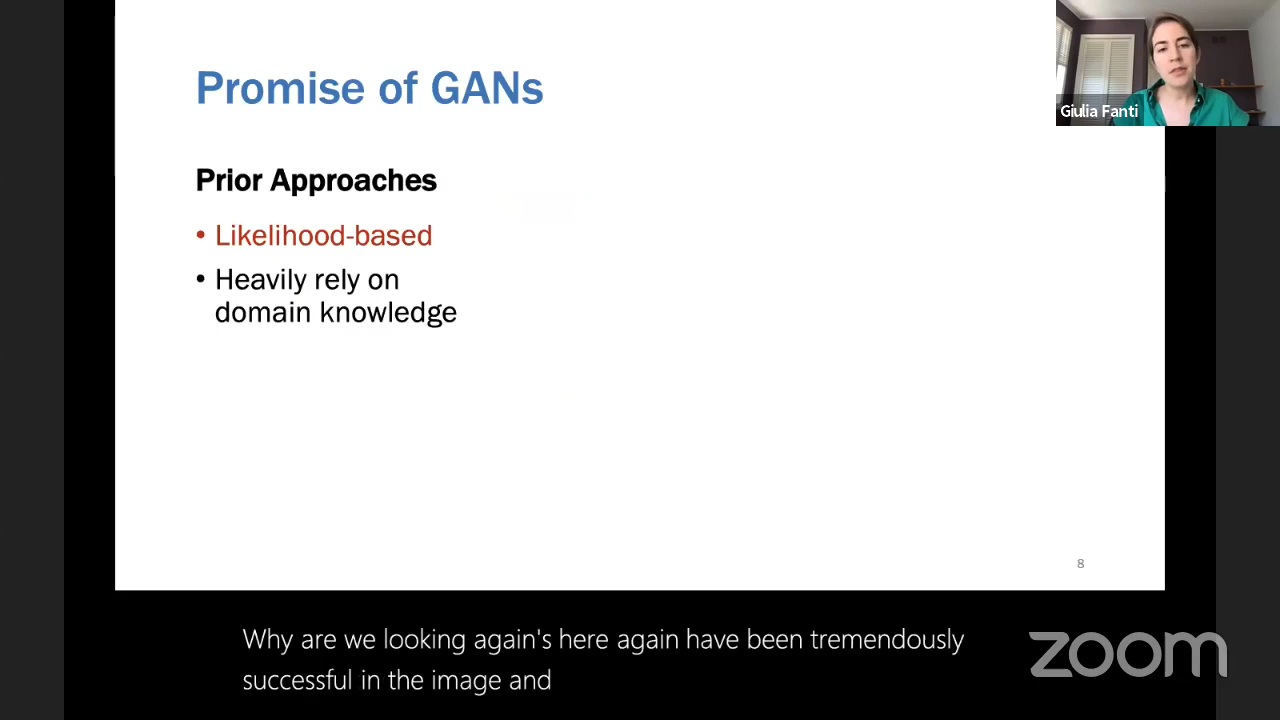 Promise of GANs
Giulia Fanti
Prior Approaches
• Likelihood-based
• Heavily rely on
domain knowledge
8
Why are we looking again's here again have been tremendously
successful in the image and
zoom